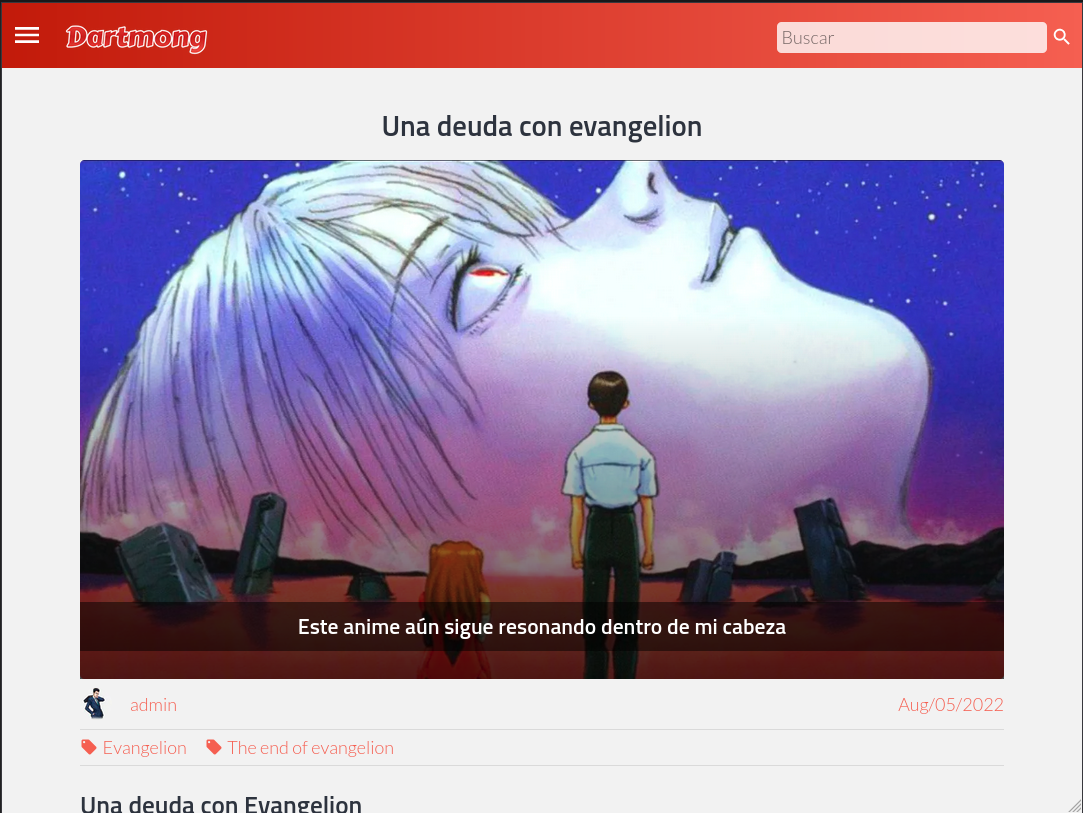 Dartmong
Buscar
Una deuda con evangelion
Este anime aún sigue resonando dentro de mi cabeza
admin
Aug/05/2022
Evangelion
The end of evangelion
Una deuda con Evangelion